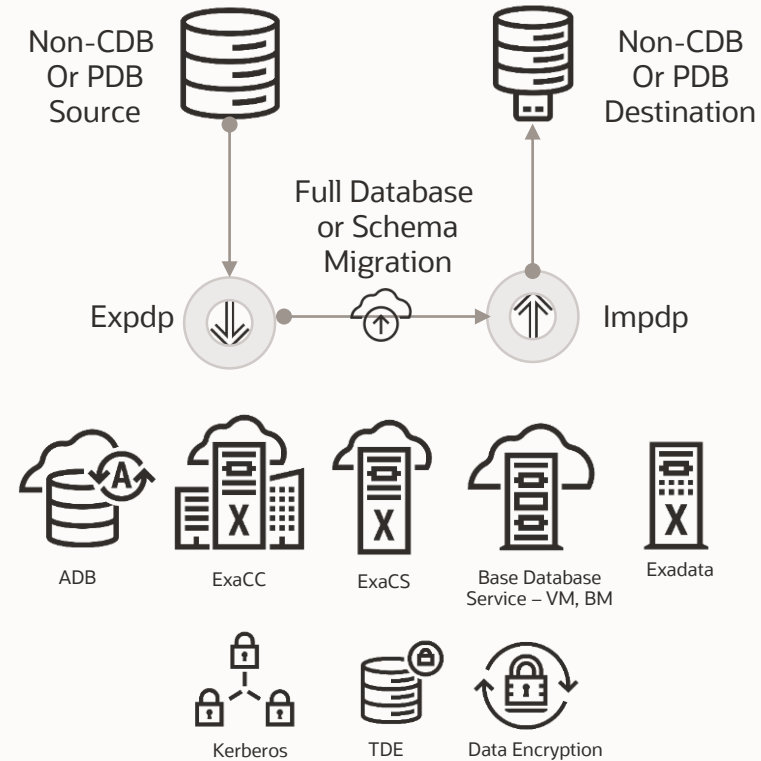 Non-CDB
Or PDB
Source
Non-CDB
Or PDB
Destination
Full Database
or Schema
Migration
Expdp
Impdp
A
X
X
X
ADB
ExaCC
ExaCS
Base Database
Service – VM, BM
Exadata
Kerberos
TDE
Data Encryption